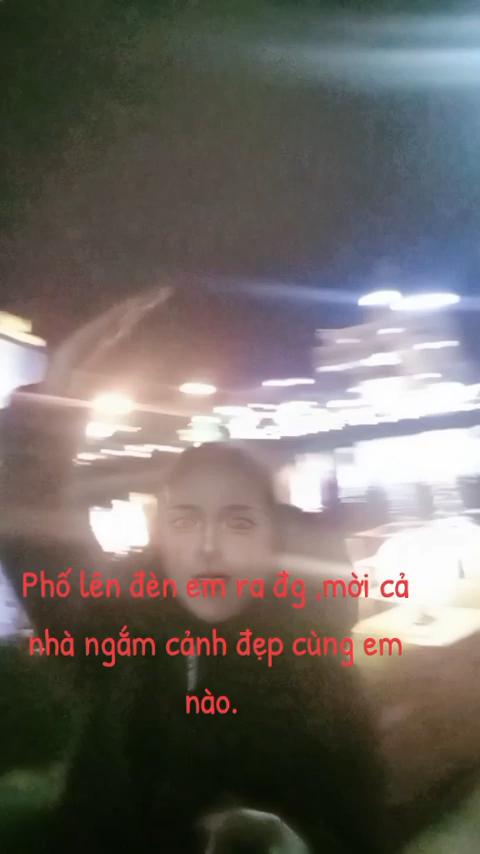 Phố lên đèn em ra đg ,mời cả
nhà ngắm cảnh đẹp cùng em
nào.